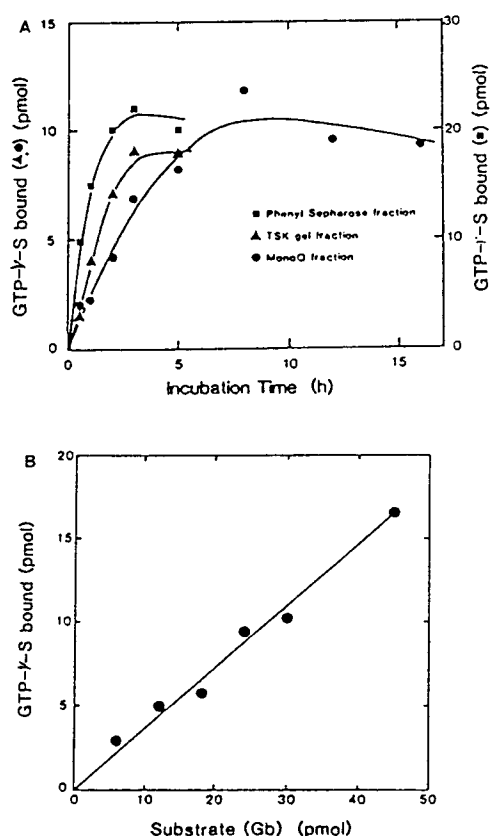 A
GTP-γ-S bound (▲,●) (pmol)
15
10
5
0
30
20
10
0
GTP-γ-S bound (■) (pmol)
■ Phenyl Sepharose fraction
▲ TSK gel fraction
● MonoQ fraction
0 5 10 15
Incubation Time (h)
B
GTP-γ-S bound (pmol)
20
15
10
5
0
0 10 20 30 40 50
Substrate (Gb) (pmol)